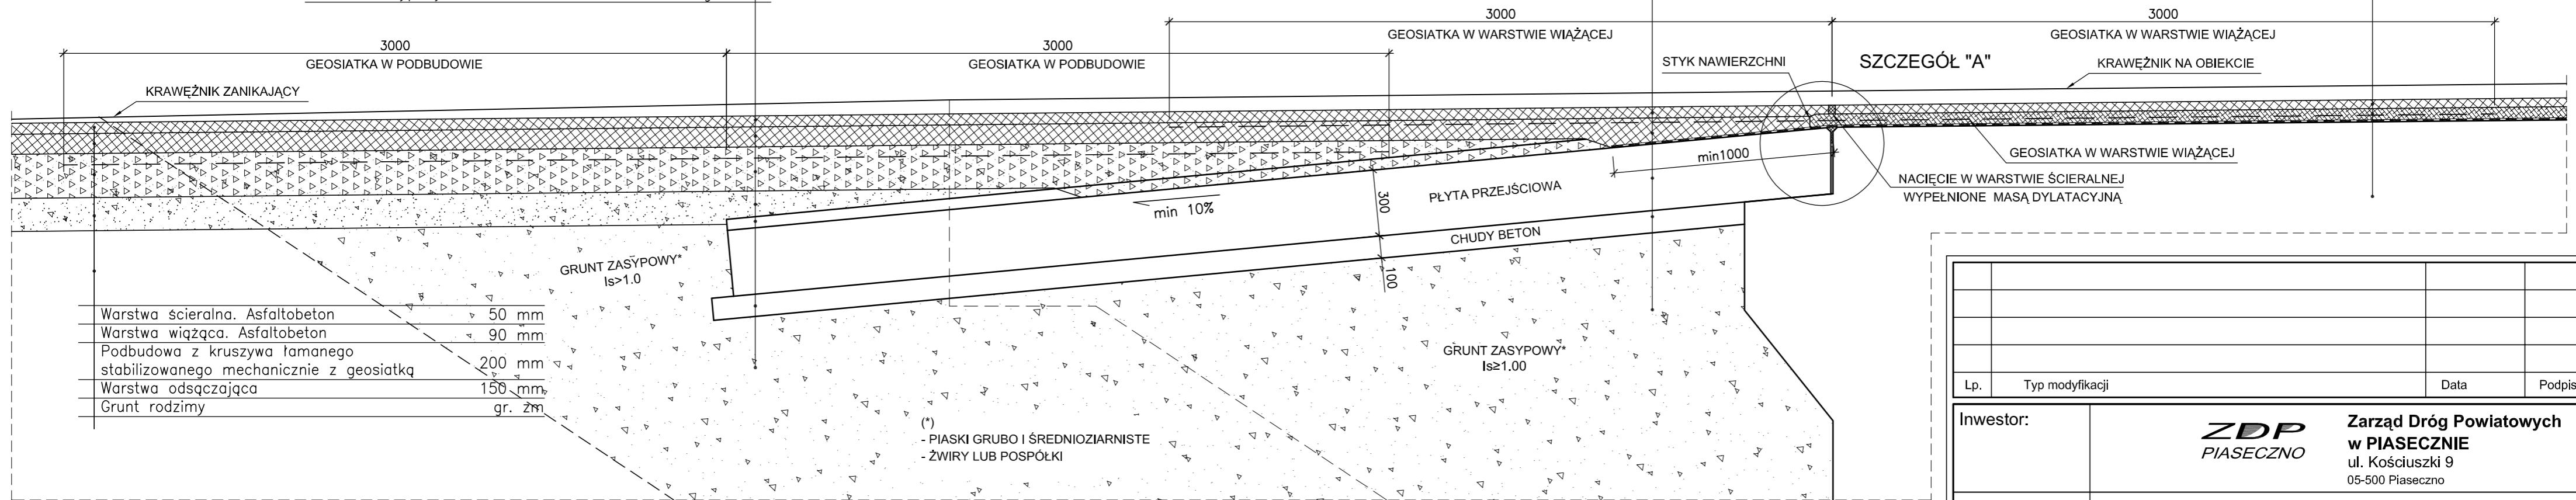 3000
3000
GEOSIATKA W WARSTWIE WIĄŻĄCEJ
GEOSIATKA W WARSTWIE WIĄŻĄCEJ
3000
3000
GEOSIATKA W PODBUDOWIE
GEOSIATKA W PODBUDOWIE
STYK NAWIERZCHNI
SZCZEGÓŁ "A"
KRAWĘŻNIK NA OBIEKCIE
KRAWĘŻNIK ZANIKAJĄCY
min1000
GEOSIATKA W WARSTWIE WIĄŻĄCEJ
NACIĘCIE W WARSTWIE ŚCIERALNEJ
WYPEŁNIONE MASĄ DYLATACYJNĄ
300
PŁYTA PRZEJŚCIOWA
min 10%
CHUDY BETON
100
GRUNT ZASYPOWY*
Is>1.0
Warstwa ścieralna. Asfaltobeton 50 mm
Warstwa wiążąca. Asfaltobeton 90 mm
Podbudowa z kruszywa łamanego
stabilizowanego mechanicznie z geosiatką 200 mm
Warstwa odsączająca 150 mm
Grunt rodzimy gr. zm
GRUNT ZASYPOWY*
Is≥1.00
(*)
- PIASKI GRUBO I ŚREDNIOZIARNISTE
- ŻWIRY LUB POSPÓŁKI
Lp. Typ modyfikacji Data Podpis
Inwestor:
ZDP
PIASECZNO
Zarząd Dróg Powiatowych
w PIASECZNIE
ul. Kościuszki 9
05-500 Piaseczno